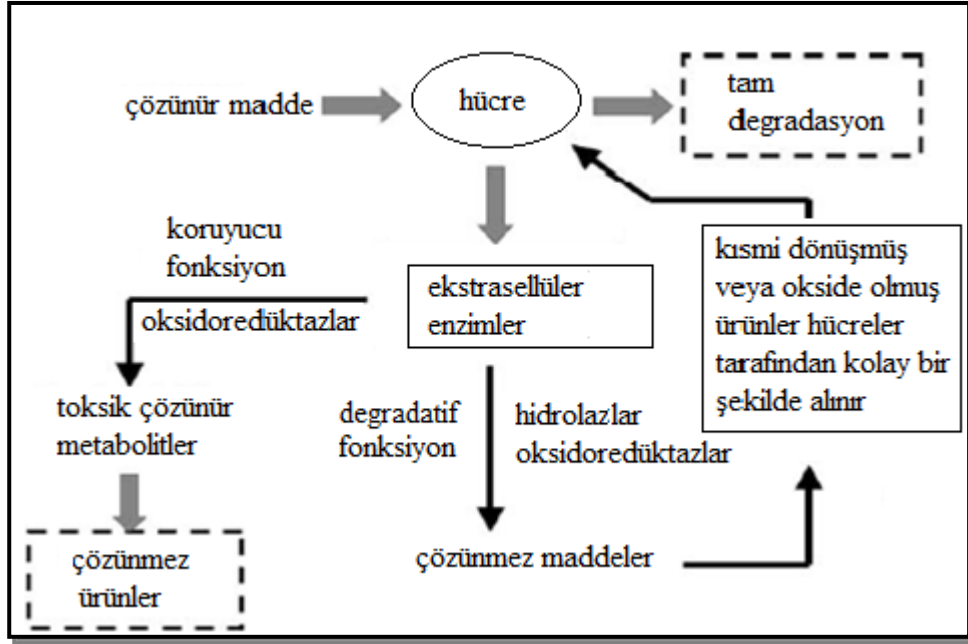 çözünür madde
hücre
tam
degradasyon
koruyucu
fonksiyon
oksidoredüktazlar
ekstrasellüler
enzimler
kısmi dönüşmüş
veya okside olmuş
ürünler hücreler
tarafından kolay bir
şekilde alınır
toksik çözünür
metabolitler
degradatif
fonksiyon
hidrolazlar
oksidoredüktazlar
çözünmez
ürünler
çözünmez maddeler